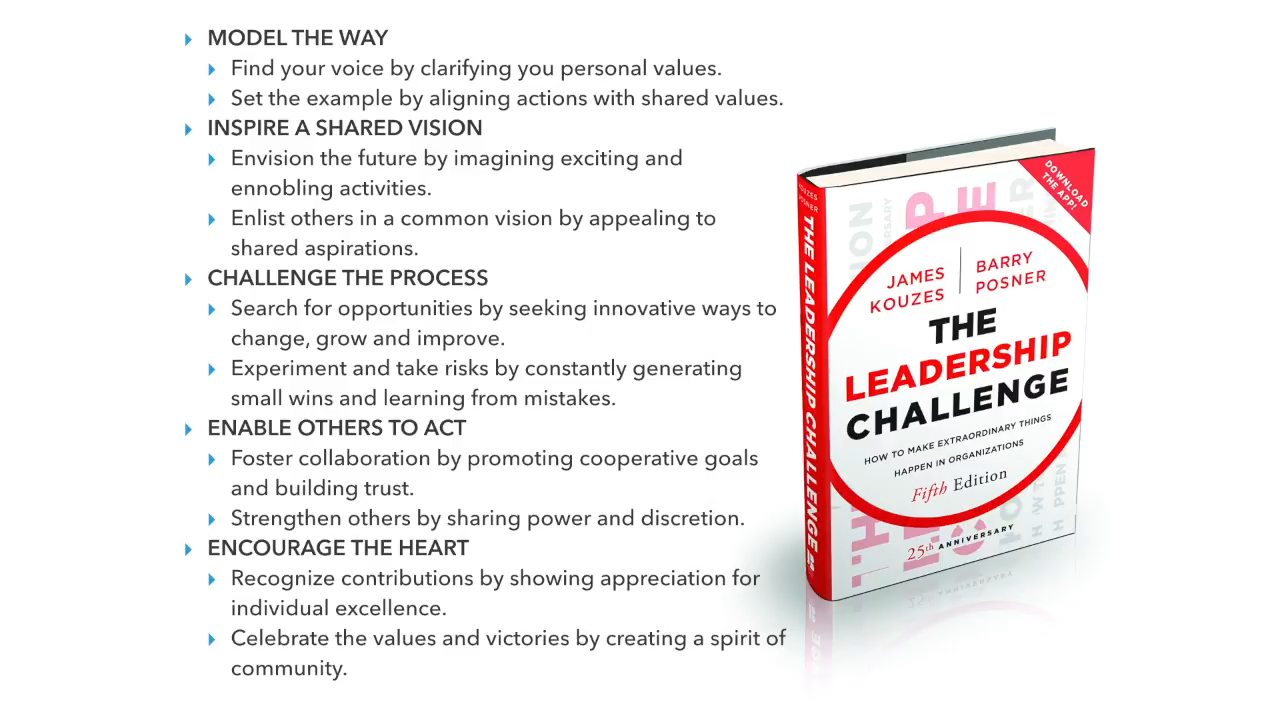 MODEL THE WAY
Find your voice by clarifying you personal values.
Set the example by aligning actions with shared values.
INSPIRE A SHARED VISION
Envision the future by imagining exciting and
ennobling activities.
Enlist others in a common vision by appealing to
shared aspirations.
CHALLENGE THE PROCESS
Search for opportunities by seeking innovative ways to
change, grow and improve.
Experiment and take risks by constantly generating
small wins and learning from mistakes.
ENABLE OTHERS TO ACT
Foster collaboration by promoting cooperative goals
and building trust.
Strengthen others by sharing power and discretion.
ENCOURAGE THE HEART
Recognize contributions by showing appreciation for
individual excellence.
Celebrate the values and victories by creating a spirit of
community.
KOUZES
POSNER
THE LEADERSHIP CHALLENGE
DOWNLOAD
THE APP!
JAMES
KOUZES
BARRY
POSNER
THE
LEADERSHIP
CHALLENGE
HOW TO MAKE EXTRAORDINARY THINGS
HAPPEN IN ORGANIZATIONS
Fifth Edition
25th ANNIVERSARY